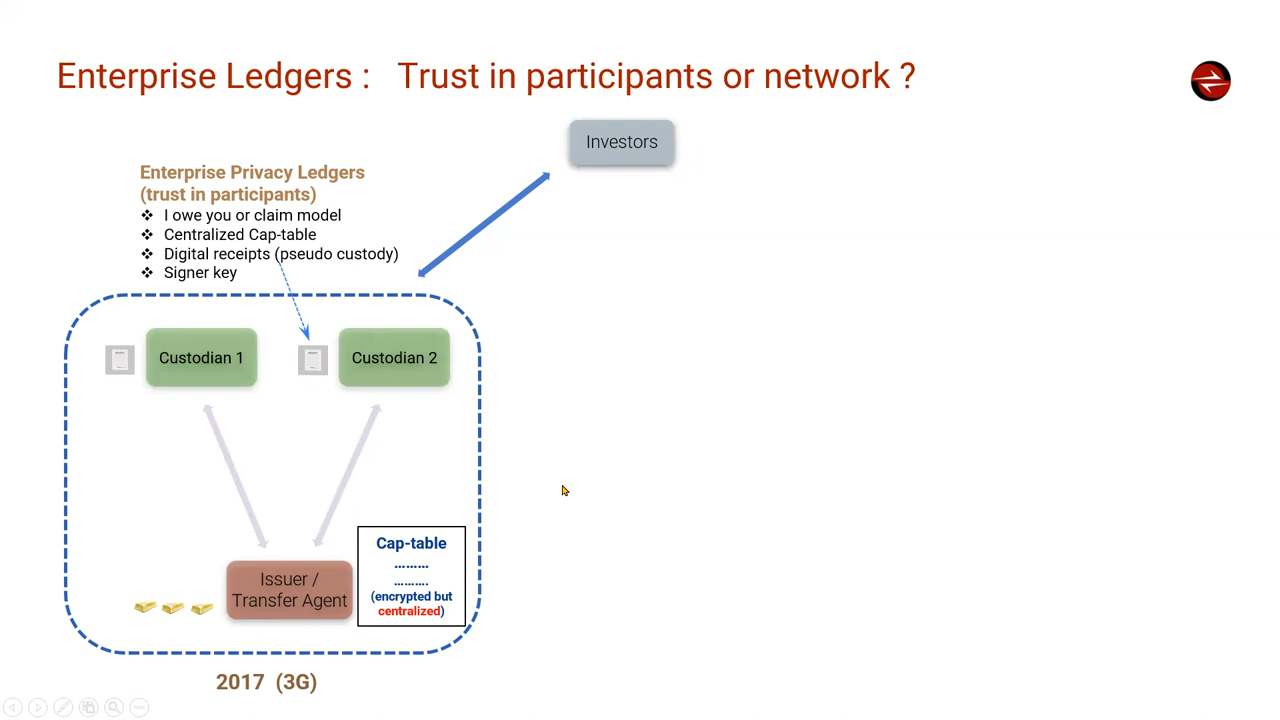 Enterprise Ledgers : Trust in participants or network ?
Investors
Enterprise Privacy Ledgers
(trust in participants)
❖ I owe you or claim model
❖ Centralized Cap-table
❖ Digital receipts (pseudo custody)
❖ Signer key
Custodian 1
Custodian 2
Cap-table
.........
..........
(encrypted but
centralized)
Issuer /
Transfer Agent
2017 (3G)